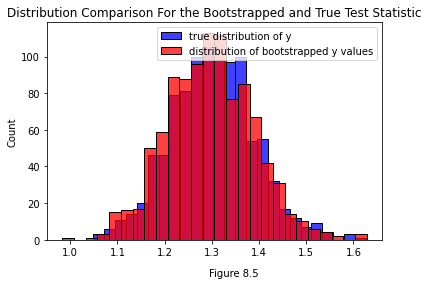 Distribution Comparison For the Bootstrapped and True Test Statistic
true distribution of y
distribution of bootstrapped y values
100
80
60
40
20
0
Count
1.0 1.1 1.2 1.3 1.4 1.5 1.6
Figure 8.5